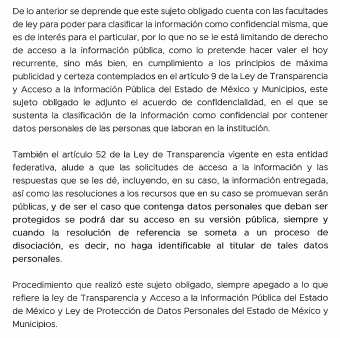 De lo anterior se deprende que este sujeto obligado cuenta con las facultades
de ley para poder para clasificar la información como confidencial misma, que
es de interés para el particular, por lo que no se le está limitando de derecho
de acceso a la información pública, como lo pretende hacer valer el hoy
recurrente, sino más bien, en cumplimiento a los principios de máxima
publicidad y certeza contemplados en el artículo 9 de la Ley de Transparencia
y Acceso a la Información Pública del Estado de México y Municipios, este
sujeto obligado le adjunto el acuerdo de confidencialidad, en el que se
sustenta la clasificación de la información como confidencial por contener
datos personales de las personas que laboran en la institución.
También el artículo 52 de la Ley de Transparencia vigente en esta entidad
federativa, alude a que las solicitudes de acceso a la información y las
respuestas que se les dé, incluyendo, en su caso, la información entregada,
así como las resoluciones a los recursos que en su caso se promuevan serán
públicas, y de ser el caso que contenga datos personales que deban ser
protegidos se podrá dar su acceso en su versión pública, siempre y
cuando la resolución de referencia se someta a un proceso de
disociación, es decir, no haga identificable al titular de tales datos
personales.
Procedimiento que realizó este sujeto obligado, siempre apegado a lo que
refiere la ley de Transparencia y Acceso a la Información Pública del Estado
de México y Ley de Protección de Datos Personales del Estado de México y
Municipios.